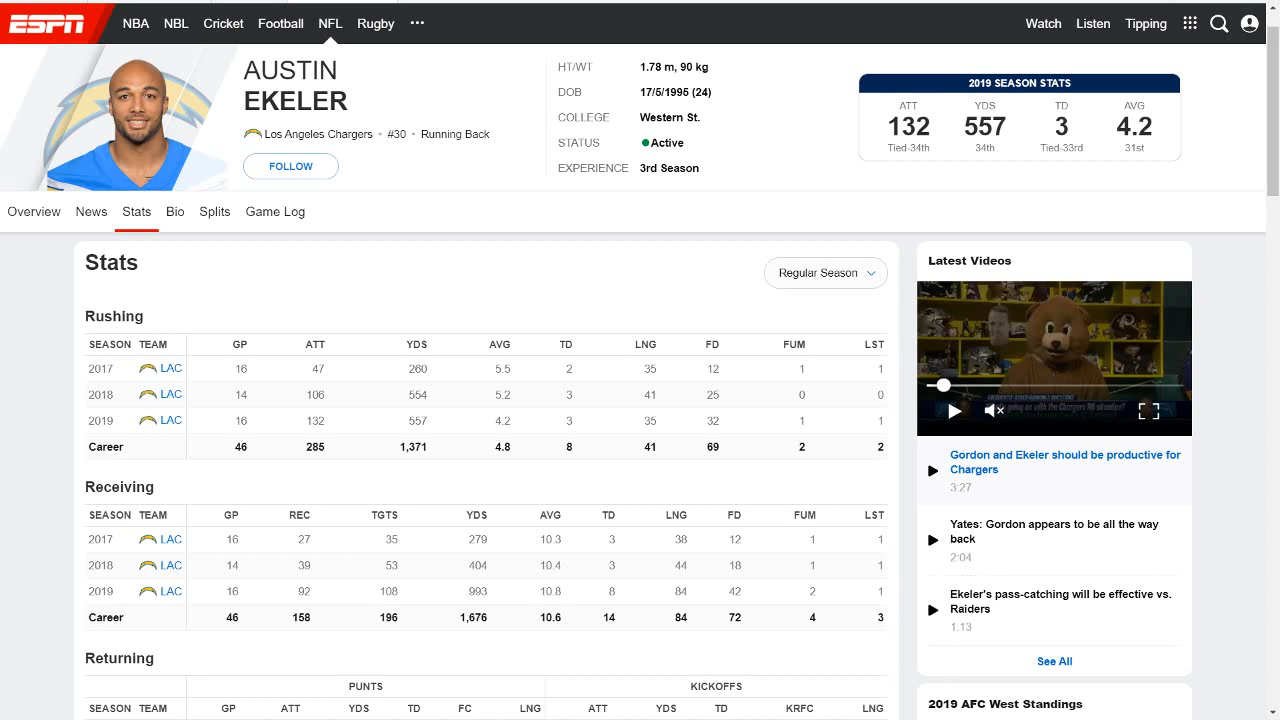 ESPN NBA NBL Cricket Football NFL Rugby ••• Watch Listen Tipping
AUSTIN
EKELER
Los Angeles Chargers • #30 • Running Back
FOLLOW
HT/WT 1.78 m, 90 kg
DOB 17/5/1995 (24)
COLLEGE Western St.
STATUS Active
EXPERIENCE 3rd Season
2019 SEASON STATS
ATT YDS TD AVG
132 557 3 4.2
Tied-34th 34th Tied-33rd 31st
Overview News Stats Bio Splits Game Log
Stats
Regular Season
Rushing
SEASON TEAM GP ATT YDS AVG TD LNG FD FUM LST
2017 LAC 16 47 260 5.5 2 35 12 1 1
2018 LAC 14 106 554 5.2 3 41 25 0 0
2019 LAC 16 132 557 4.2 3 35 32 1 1
Career 46 285 1,371 4.8 8 41 69 2 2
Receiving
SEASON TEAM GP REC TGTS YDS AVG TD LNG FD FUM LST
2017 LAC 16 27 35 279 10.3 3 38 12 1 1
2018 LAC 14 39 53 404 10.4 3 44 18 1 1
2019 LAC 16 92 108 993 10.8 8 84 42 2 1
Career 46 158 196 1,676 10.6 14 84 72 4 3
Returning
PUNTS KICKOFFS
SEASON TEAM GP ATT YDS TD FC LNG ATT YDS TD KRFC LNG
Latest Videos
going on with the Chargers RB situation?
Gordon and Ekeler should be productive for
Chargers
3:27
Yates: Gordon appears to be all the way
back
2:04
Ekeler's pass-catching will be effective vs.
Raiders
1:13
See All
2019 AFC West Standings